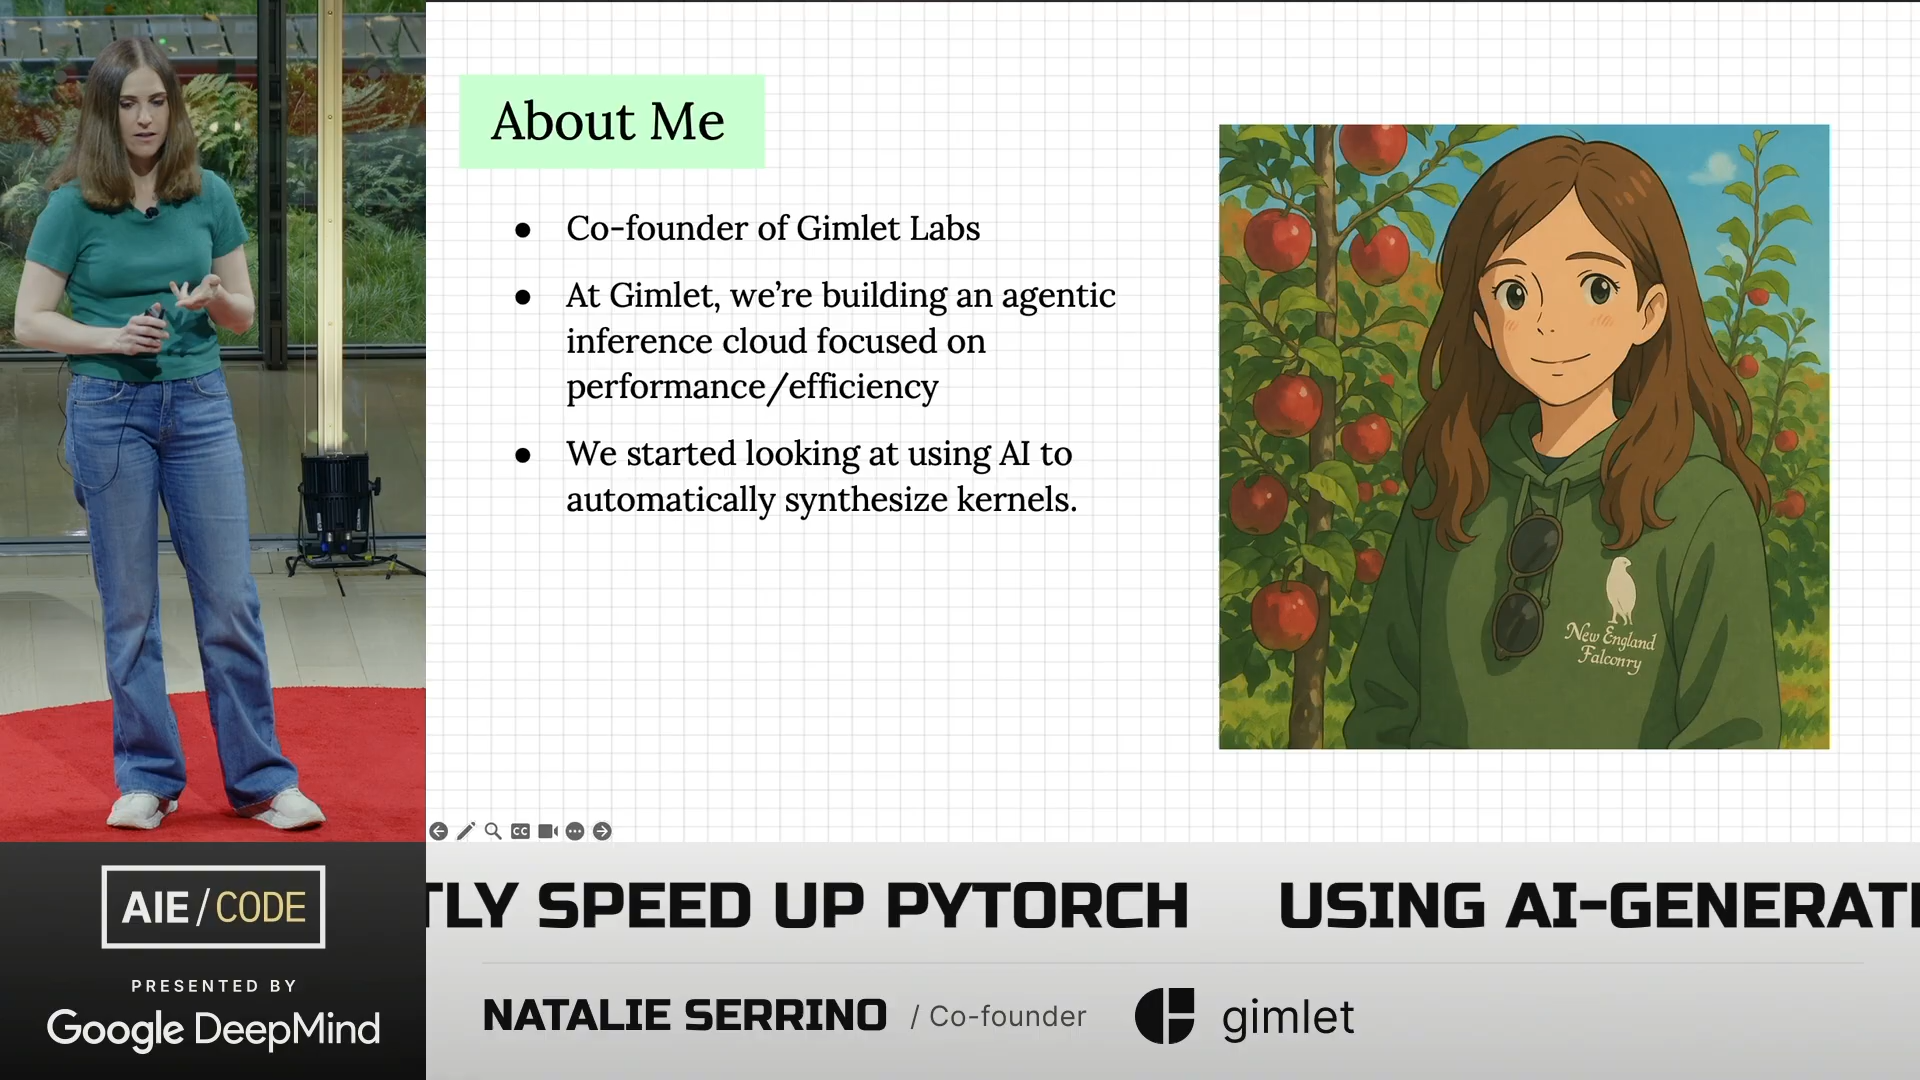 About Me
● Co-founder of Gimlet Labs
● At Gimlet, we’re building an agentic
inference cloud focused on
performance/efficiency
● We started looking at using AI to
automatically synthesize kernels.
New England
Falconry
CC
AIE/CODE
PRESENTED BY
Google DeepMind
TLY SPEED UP PYTORCH USING AI-GENERAT
NATALIE SERRINO / Co-founder
gimlet